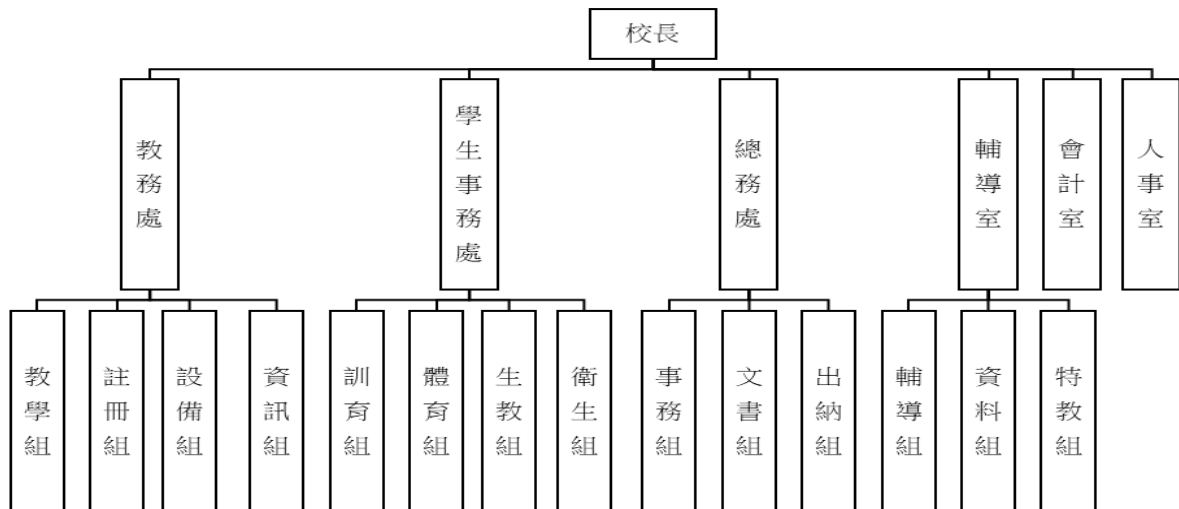 校長
教務處
學生事務處
總務處
輔導室
會計室
人事室
教學組
註冊組
設備組
資訊組
訓育組
體育組
生教組
衛生組
事務組
文書組
出納組
輔導組
資料組
特教組